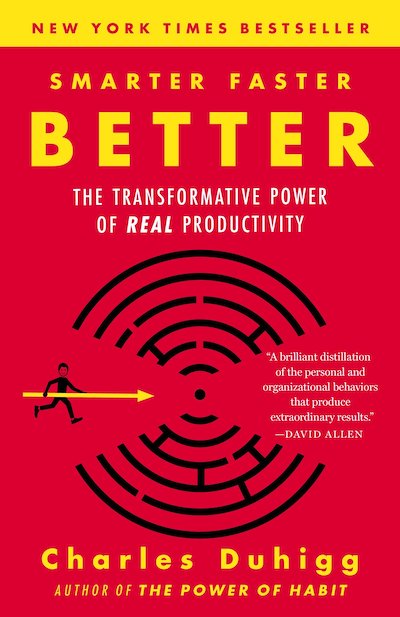 NEW YORK TIMES BESTSELLER
SMARTER FASTER
BETTER
THE TRANSFORMATIVE POWER
OF REAL PRODUCTIVITY
“A brilliant distillation
of the personal and
organizational behaviors
that produce
extraordinary results.”
—DAVID ALLEN
Charles Duhigg
AUTHOR OF THE POWER OF HABIT